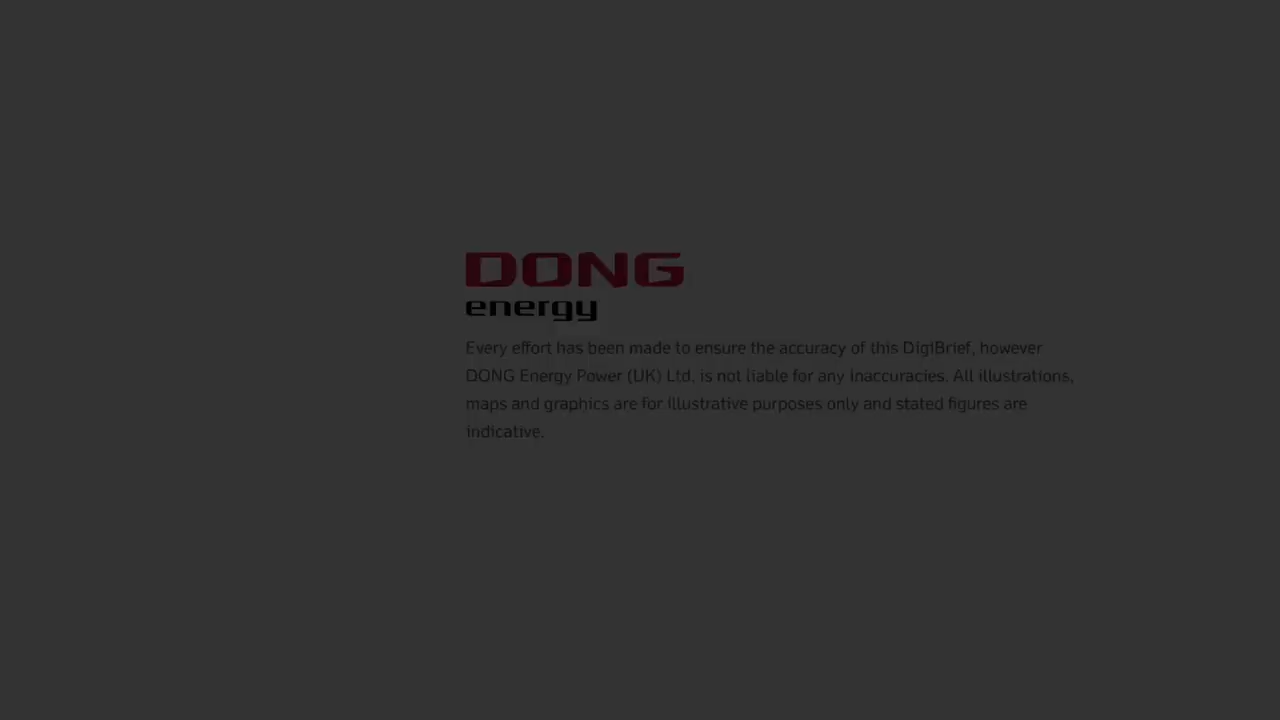 DONG
energy
Every effort has been made to ensure the accuracy of this DigiBrief, however
DONG Energy Power (UK) Ltd. is not liable for any inaccuracies. All illustrations,
maps and graphics are for illustrative purposes only and stated figures are
indicative.